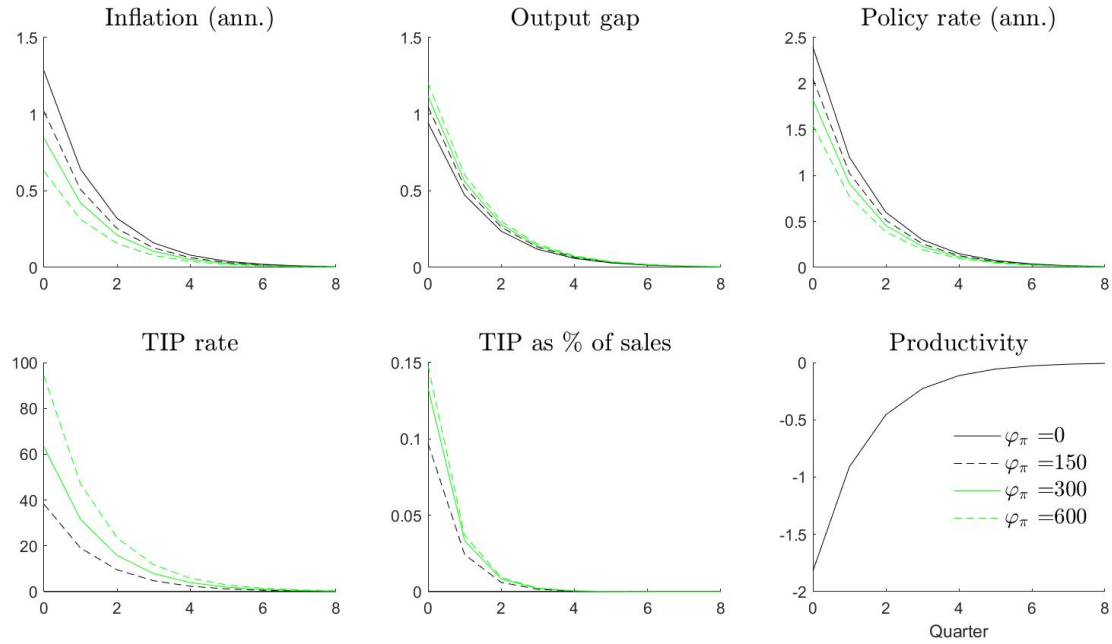 Inflation (ann.)
1.5
1
0.5
0
0 2 4 6 8
Output gap
1.5
1
0.5
0
0 2 4 6 8
Policy rate (ann.)
2.5
2
1.5
1
0.5
0
0 2 4 6 8
TIP rate
100
80
60
40
20
0
0 2 4 6 8
TIP as % of sales
0.15
0.1
0.05
0
0 2 4 6 8
Productivity
0
-0.5
-1
-1.5
-2
φπ =0
φπ =150
φπ =300
φπ =600
0 2 4 6 8
Quarter